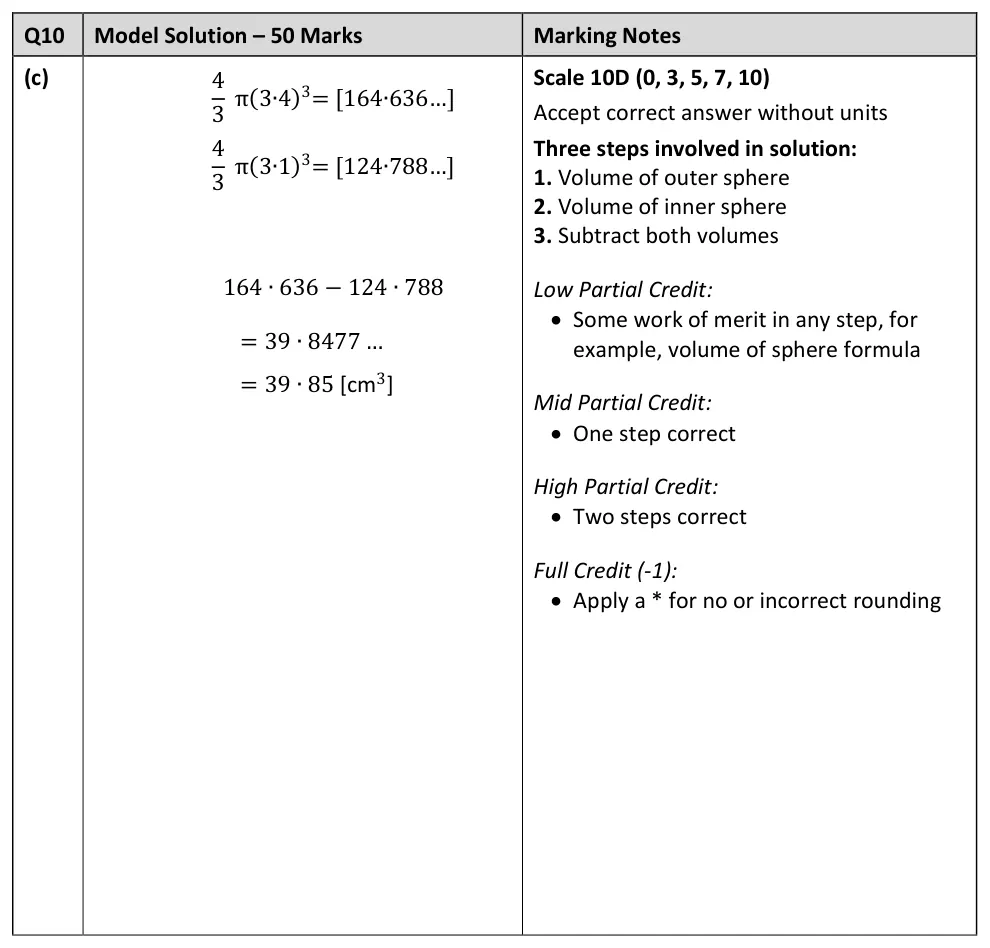 Q10 Model Solution – 50 Marks Marking Notes
(c)
4/3 π(3·4)³= [164·636…]
4/3 π(3·1)³= [124·788…]
164 · 636 − 124 · 788
= 39 · 8477 …
= 39 · 85 [cm³]
Scale 10D (0, 3, 5, 7, 10)
Accept correct answer without units
Three steps involved in solution:
1. Volume of outer sphere
2. Volume of inner sphere
3. Subtract both volumes
Low Partial Credit:
• Some work of merit in any step, for
example, volume of sphere formula
Mid Partial Credit:
• One step correct
High Partial Credit:
• Two steps correct
Full Credit (-1):
• Apply a * for no or incorrect rounding